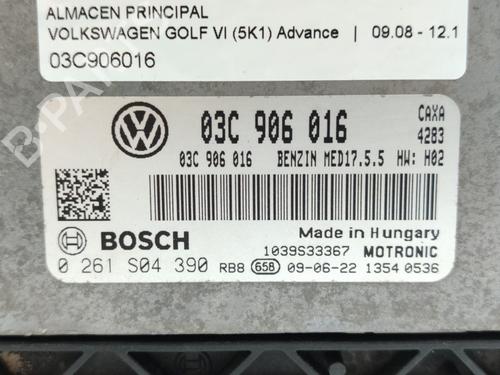 ALMACEN PRINCIPAL
VOLKSWAGEN GOLF VI (5K1) Advance | 09.08 - 12.1
03C906016
03C 906 016 CAXA 4283
03C 906 016 BENZIN MED17.5.5 HW: H02
BOSCH Made in Hungary
1039S33367 MOTRONIC
0 261 S04 390 RBB 658 09-06-22 1354 0536